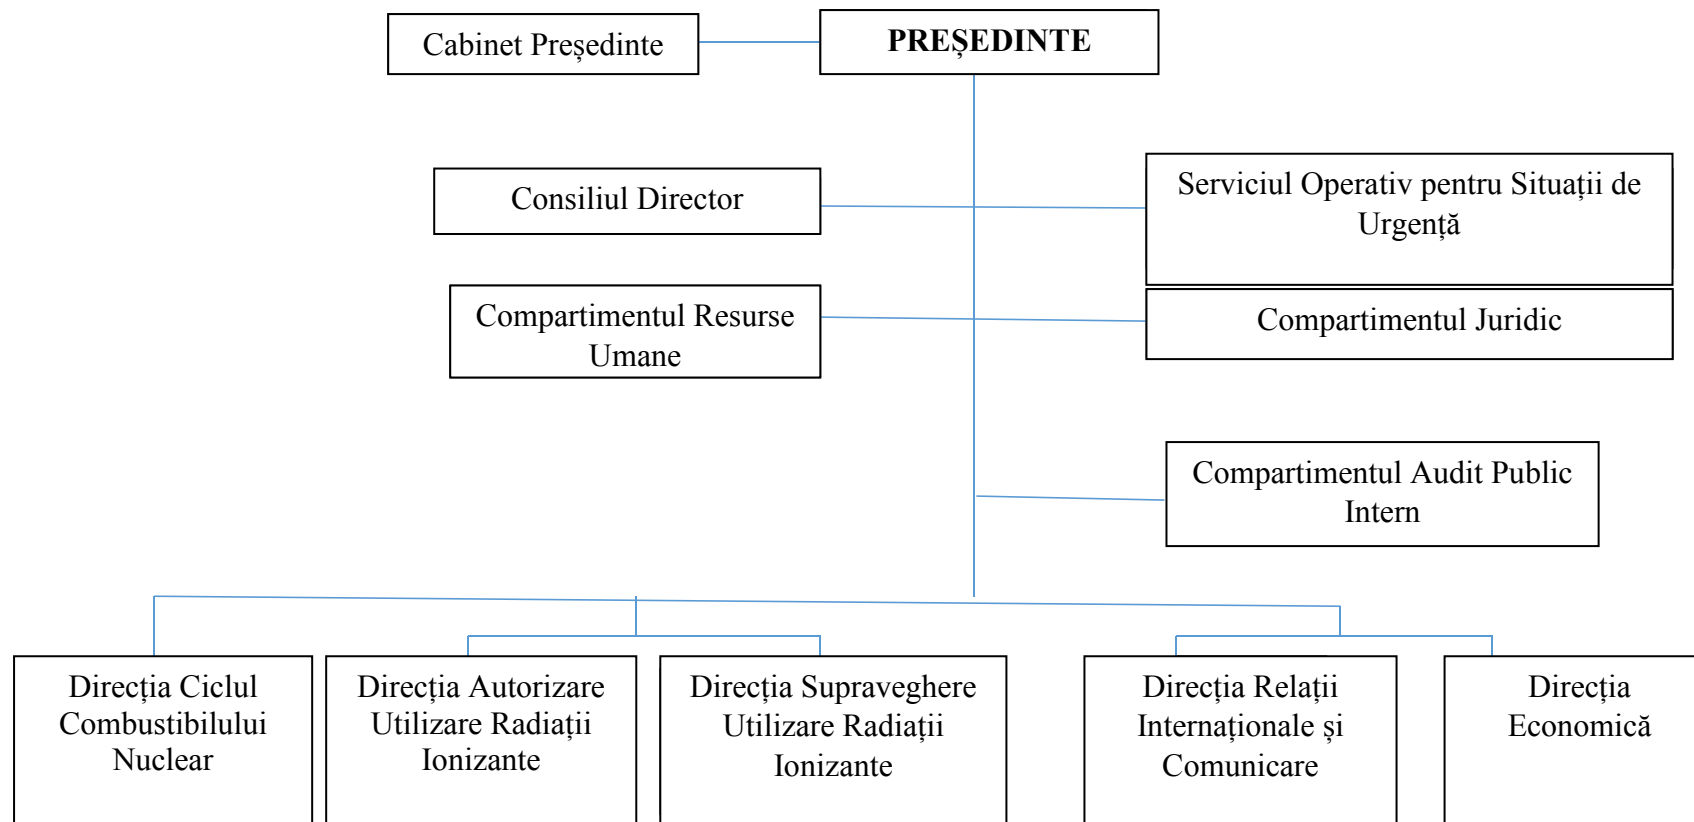 Cabinet Președinte
PREȘEDINTE
Consiliul Director
Serviciul Operativ pentru Situații de
Urgență
Compartimentul Resurse
Umane
Compartimentul Juridic
Compartimentul Audit Public
Intern
Direcția Ciclul
Combustibilului
Nuclear
Direcția Autorizare
Utilizare Radiații
Ionizante
Direcția Supraveghere
Utilizare Radiații
Ionizante
Direcția Relații
Internaționale și
Comunicare
Direcția
Economică